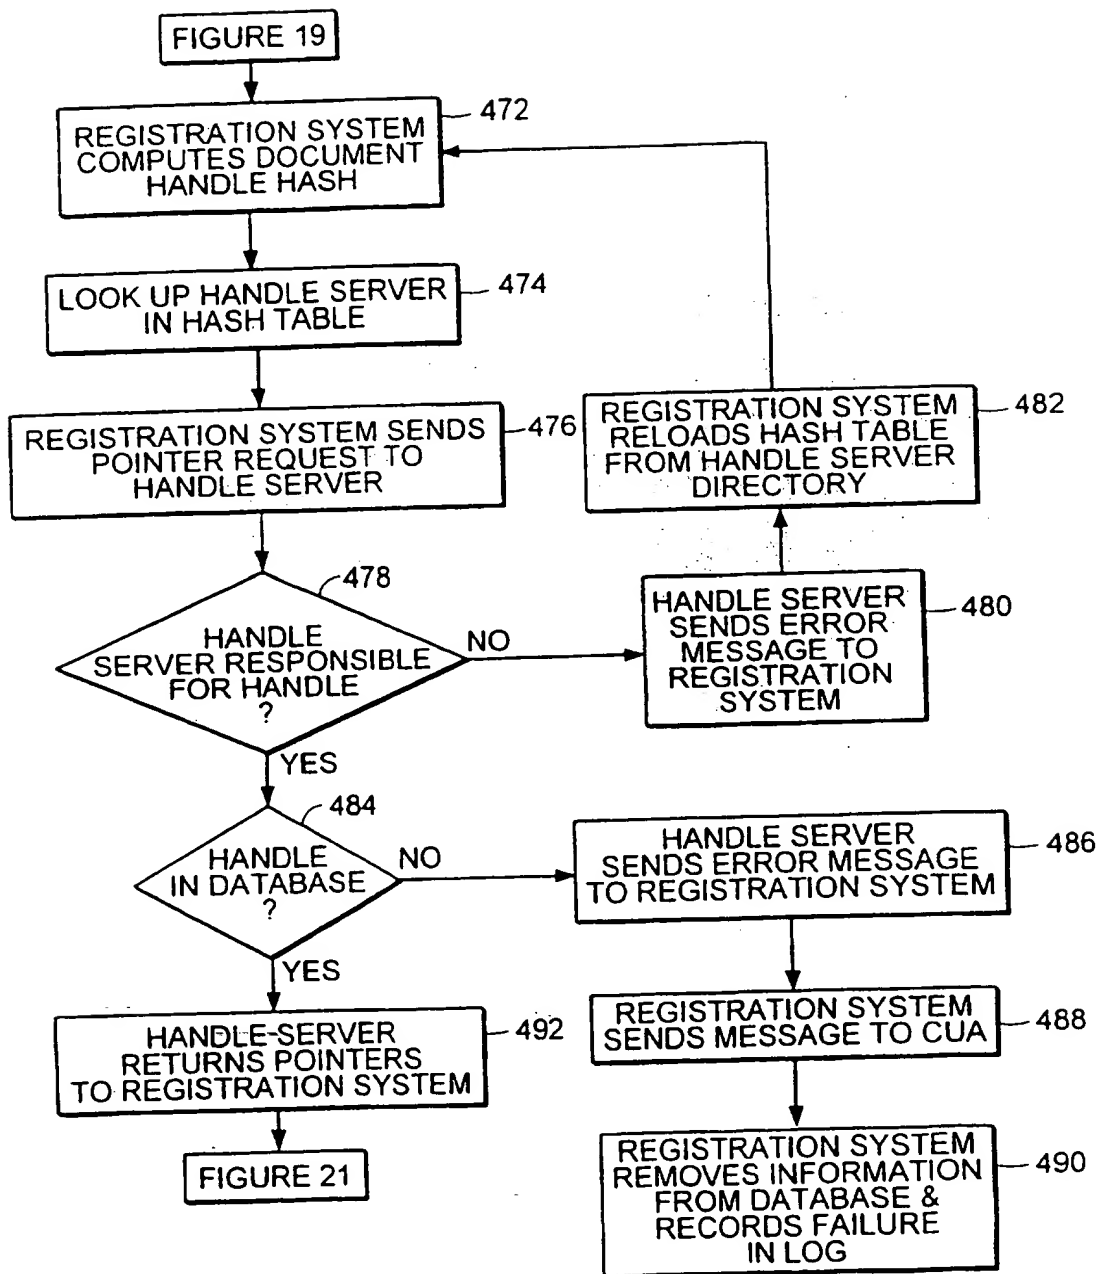 FIGURE 19
REGISTRATION SYSTEM
COMPUTES DOCUMENT
HANDLE HASH
472
LOOK UP HANDLE SERVER
IN HASH TABLE
474
REGISTRATION SYSTEM SENDS
POINTER REQUEST TO
HANDLE SERVER
476
REGISTRATION SYSTEM
RELOADS HASH TABLE
FROM HANDLE SERVER
DIRECTORY
482
478
HANDLE
SERVER RESPONSIBLE
FOR HANDLE
?
NO
HANDLE SERVER
SENDS ERROR
MESSAGE TO
REGISTRATION
SYSTEM
480
YES
484
HANDLE
IN DATABASE
?
NO
HANDLE SERVER
SENDS ERROR MESSAGE
TO REGISTRATION SYSTEM
486
YES
HANDLE-SERVER
RETURNS POINTERS
TO REGISTRATION SYSTEM
492
REGISTRATION SYSTEM
SENDS MESSAGE TO CUA
488
FIGURE 21
REGISTRATION SYSTEM
REMOVES INFORMATION
FROM DATABASE &
RECORDS FAILURE
IN LOG
490